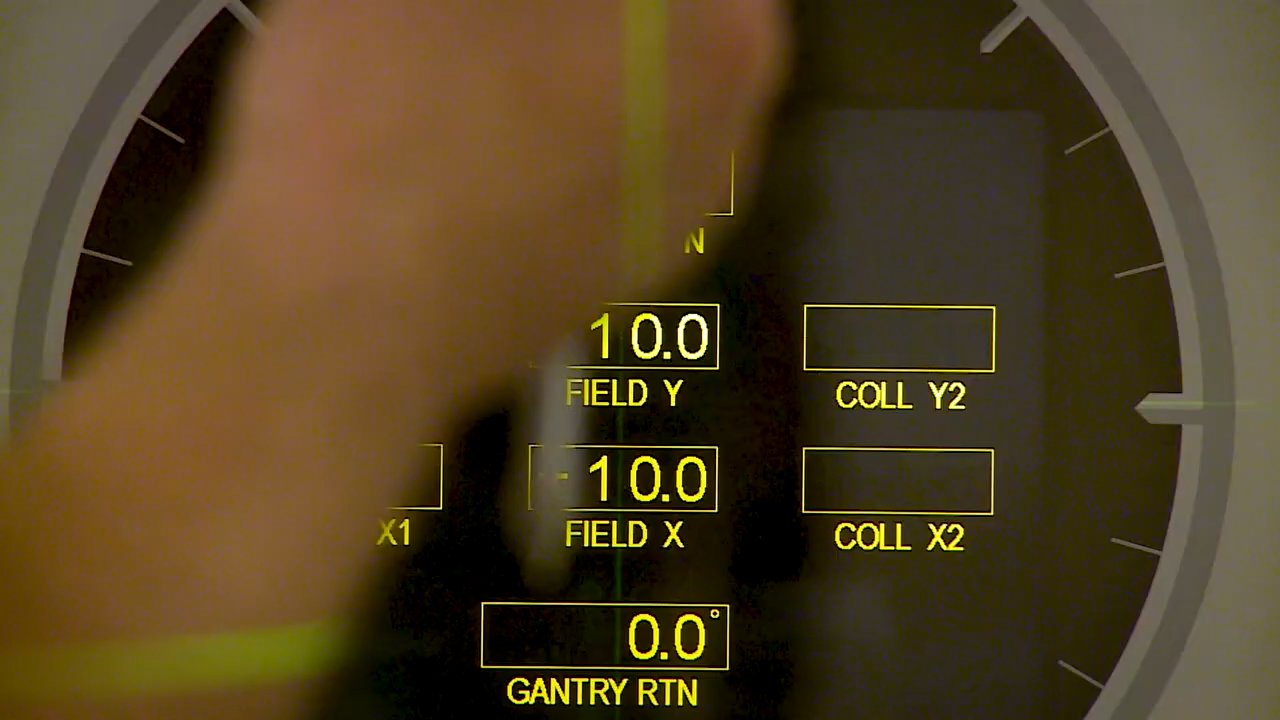 N
10.0
FIELD Y
COLL Y2
-10.0
X1
FIELD X
COLL X2
0.0°
GANTRY RTN